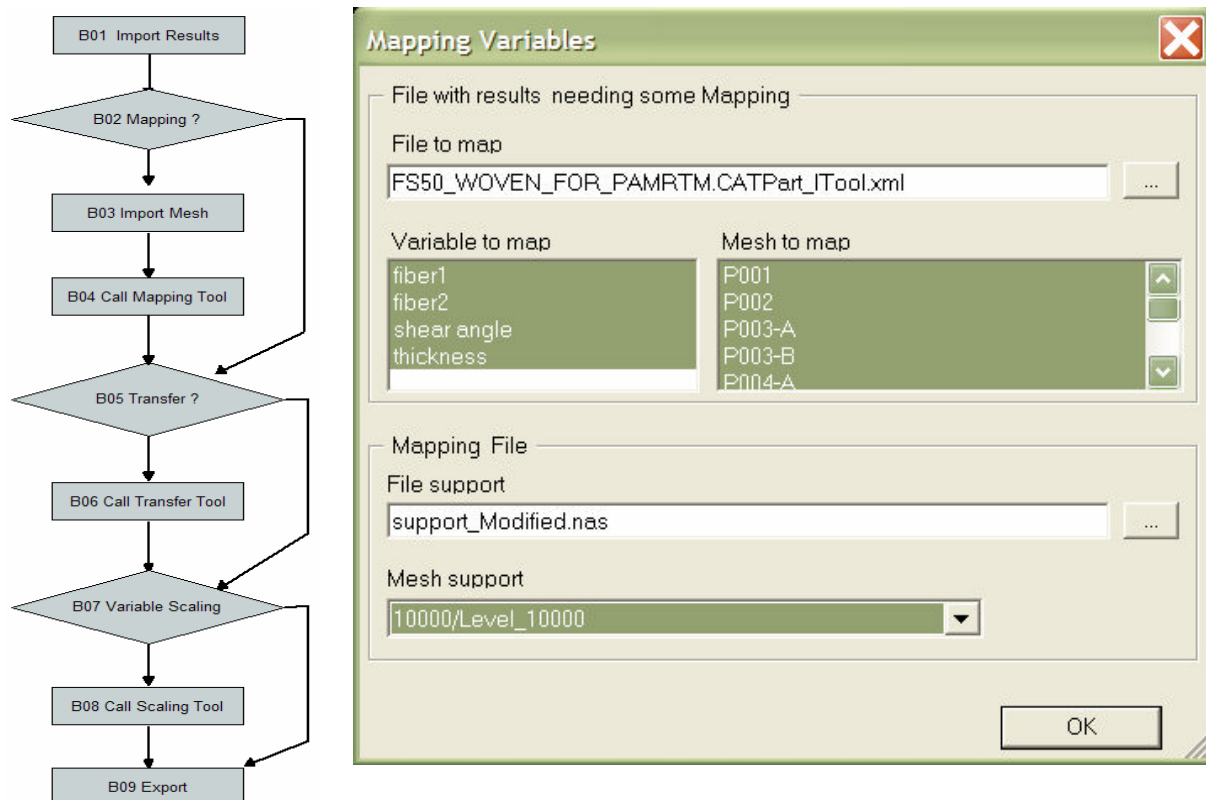 B01 Import Results
B02 Mapping ?
B03 Import Mesh
B04 Call Mapping Tool
B05 Transfer ?
B06 Call Transfer Tool
B07 Variable Scaling
B08 Call Scaling Tool
B09 Export
Mapping Variables
File with results needing some Mapping
File to map
FS50_WOVEN_FOR_PAMRTM.CATPart_ITool.xml
...
Variable to map
fiber1
fiber2
shear angle
thickness
Mesh to map
P001
P002
P003-A
P003-B
P004-A
Mapping File
File support
support_Modified.nas
...
Mesh support
10000/Level_10000
OK